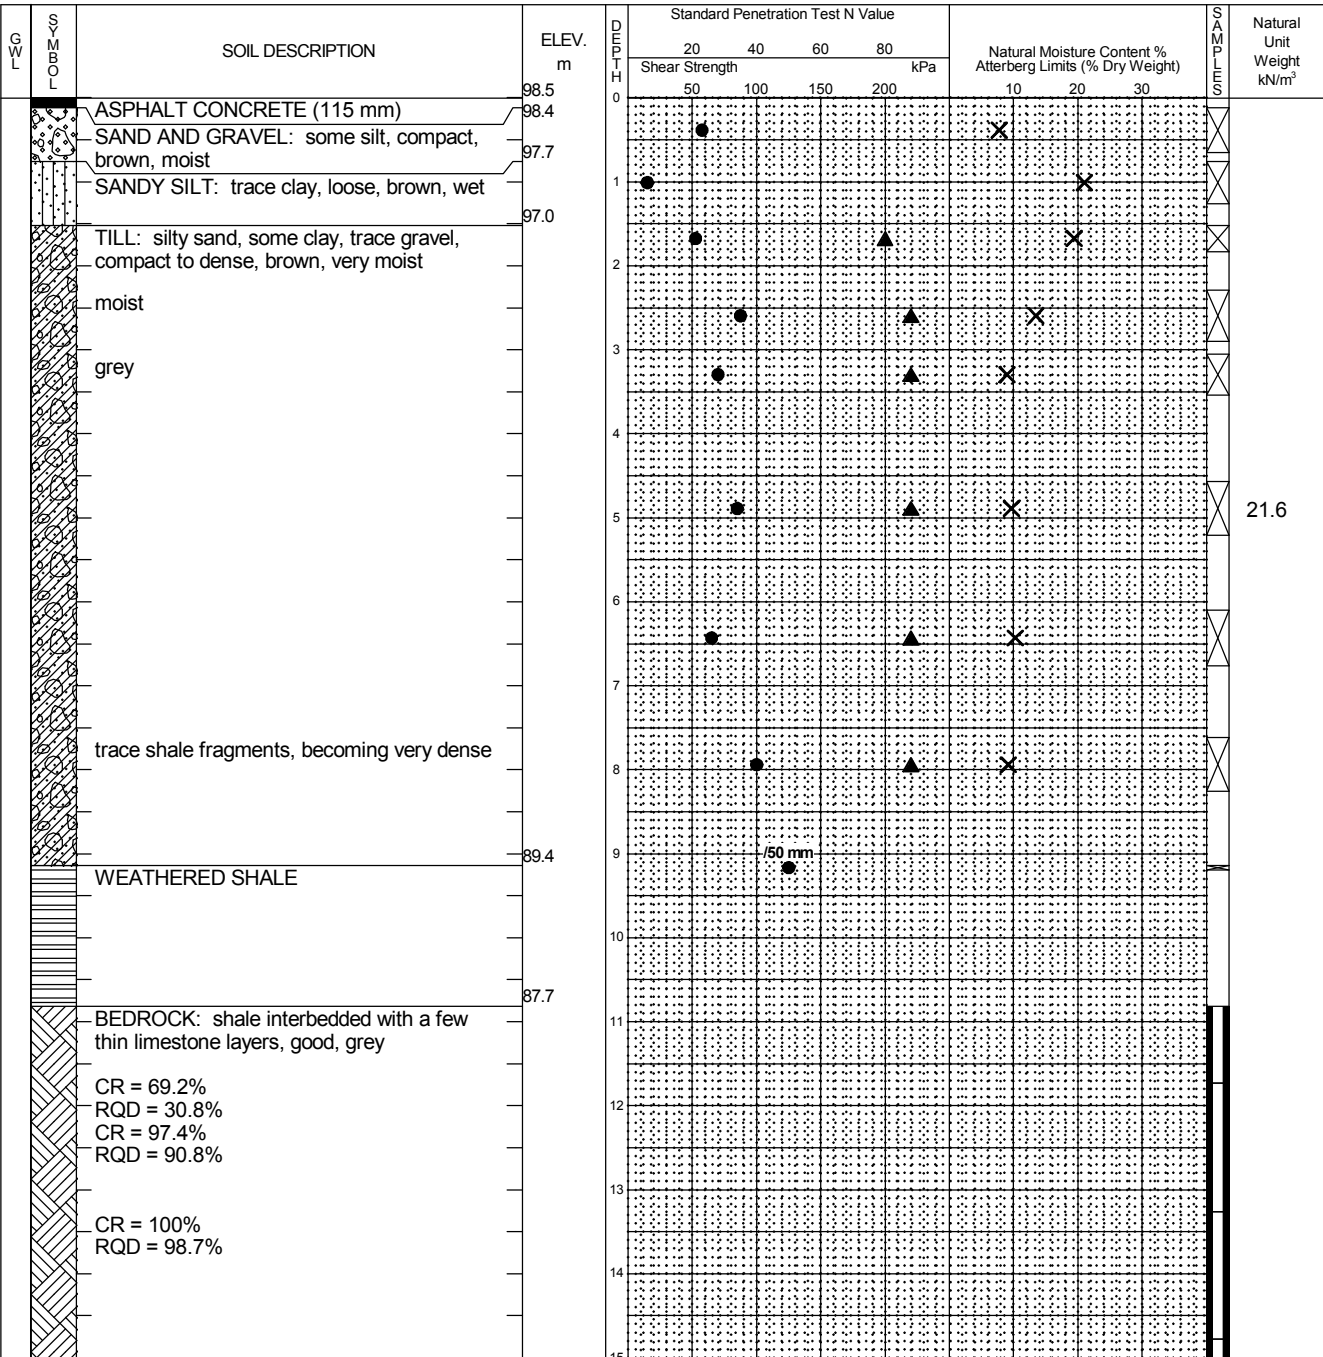 GWL
SYMBOL
SOIL DESCRIPTION
ELEV.
m
DEPTH
Standard Penetration Test N Value
20 40 60 80
Shear Strength kPa
50 100 150 200
Natural Moisture Content %
Atterberg Limits (% Dry Weight)
10 20 30
SAMPLES
Natural
Unit
Weight
kN/m³
98.5
0
ASPHALT CONCRETE (115 mm)
98.4
SAND AND GRAVEL: some silt, compact,
brown, moist
97.7
SANDY SILT: trace clay, loose, brown, wet
1
97.0
TILL: silty sand, some clay, trace gravel,
compact to dense, brown, very moist
2
moist
3
grey
4
5
21.6
6
7
trace shale fragments, becoming very dense
8
89.4
9
/50 mm
WEATHERED SHALE
10
87.7
BEDROCK: shale interbedded with a few
thin limestone layers, good, grey
11
CR = 69.2%
RQD = 30.8%
12
CR = 97.4%
RQD = 90.8%
13
CR = 100%
RQD = 98.7%
14
15